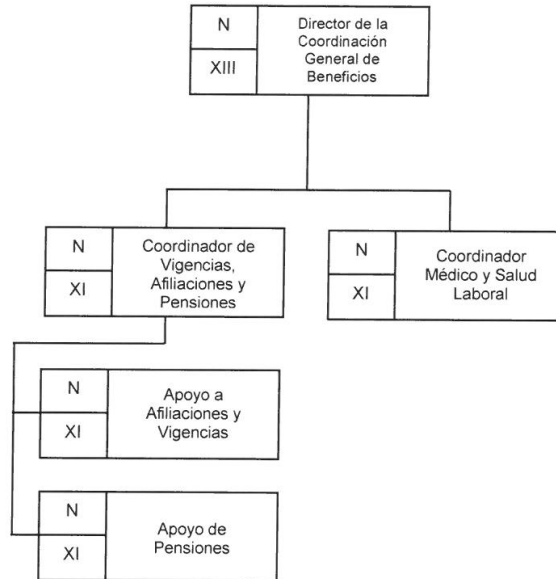 N
XIII
Director de la
Coordinación
General de
Beneficios
N
XI
Coordinador de
Vigencias,
Afiliaciones y
Pensiones
N
XI
Coordinador
Médico y Salud
Laboral
N
XI
Apoyo a
Afiliaciones y
Vigencias
N
XI
Apoyo de
Pensiones